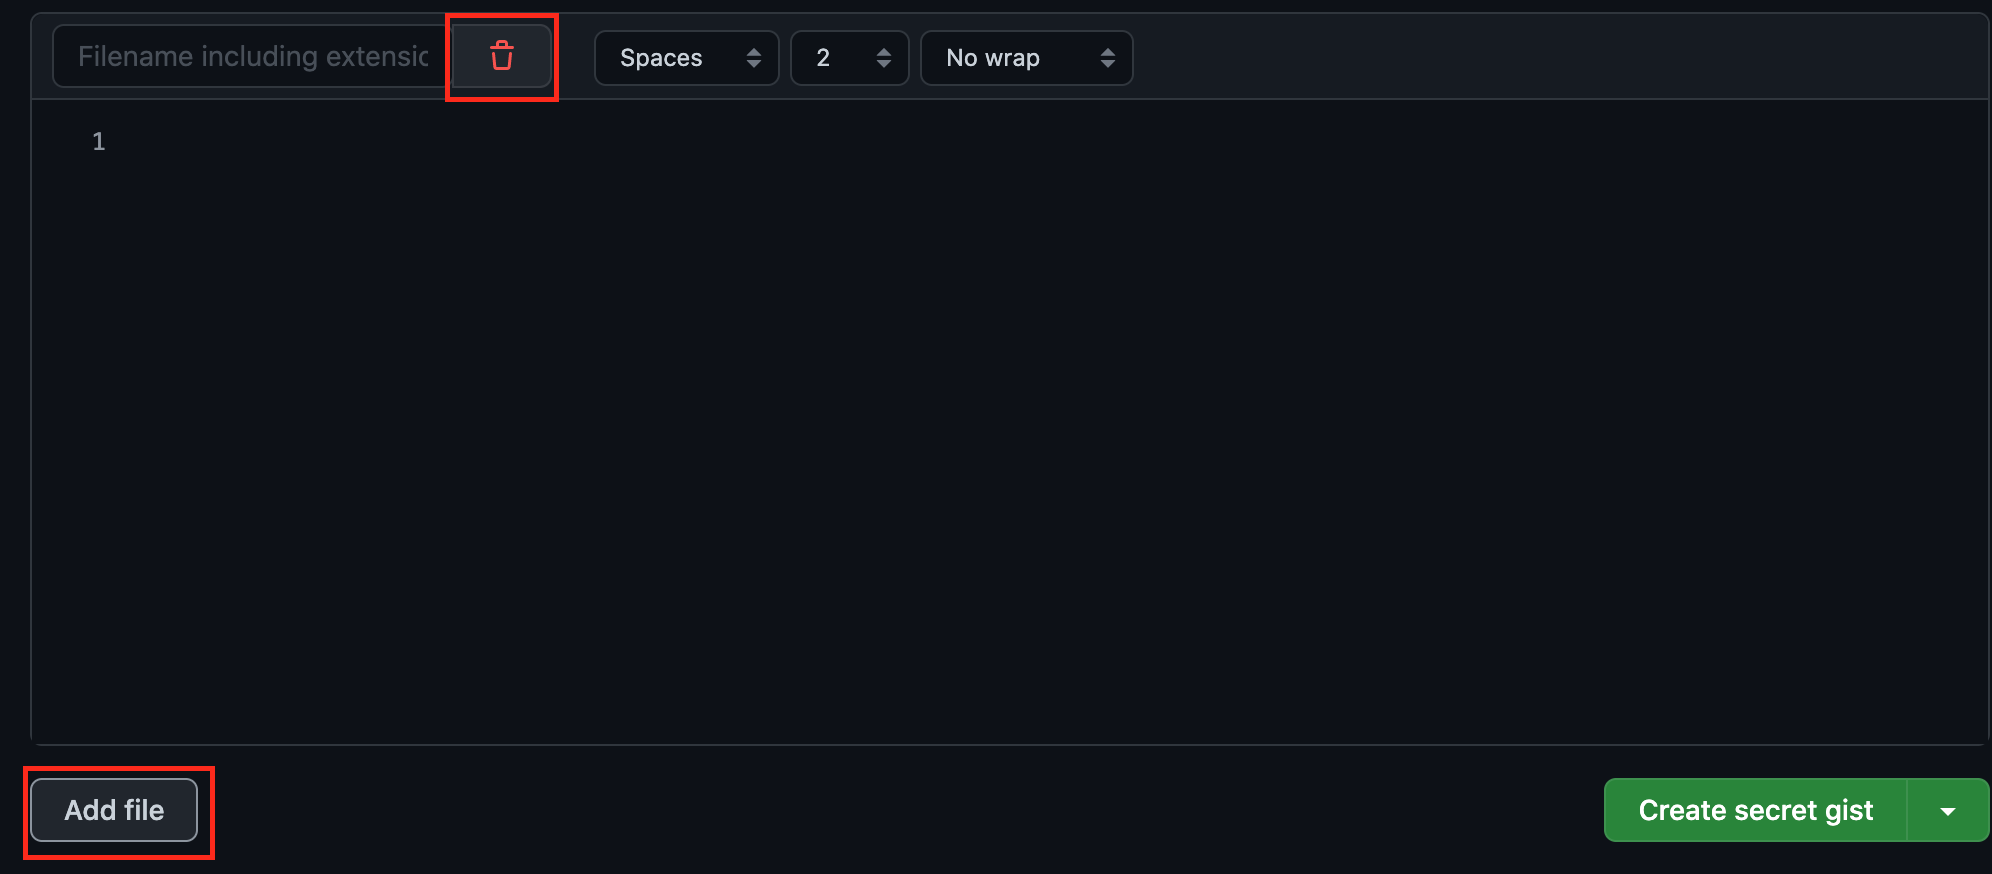 Filename including extensic
Spaces
2
No wrap
1
Add file
Create secret gist